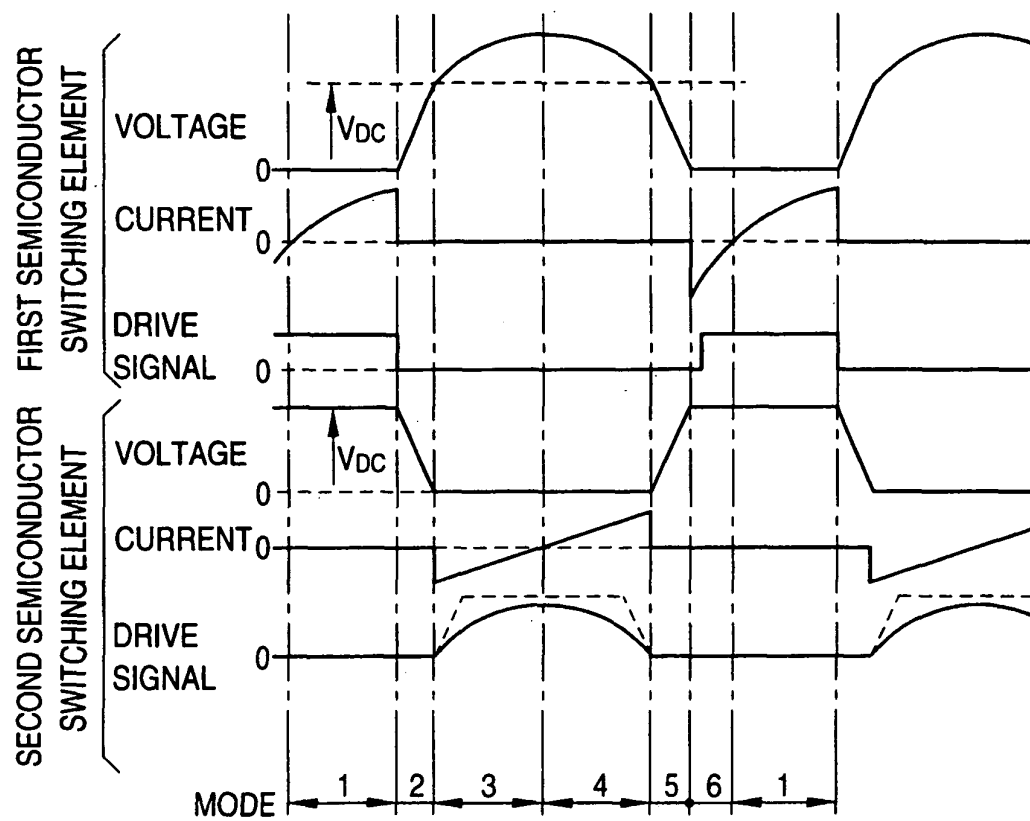 FIRST SEMICONDUCTOR
SWITCHING ELEMENT
VOLTAGE
VDC
0
CURRENT
0
DRIVE
SIGNAL
0
SECOND SEMICONDUCTOR
SWITCHING ELEMENT
VOLTAGE
VDC
0
CURRENT
0
DRIVE
SIGNAL
0
MODE 1 2 3 4 5 6 1